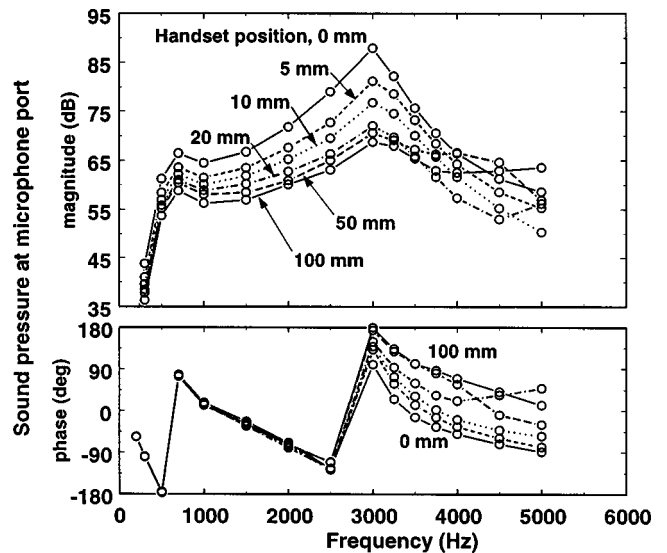 95
85
75
65
55
45
35
Handset position, 0 mm
5 mm
10 mm
20 mm
50 mm
100 mm
Sound pressure at microphone port
magnitude (dB)
180
90
0
-90
-180
phase (deg)
100 mm
0 mm
0 1000 2000 3000 4000 5000 6000
Frequency (Hz)